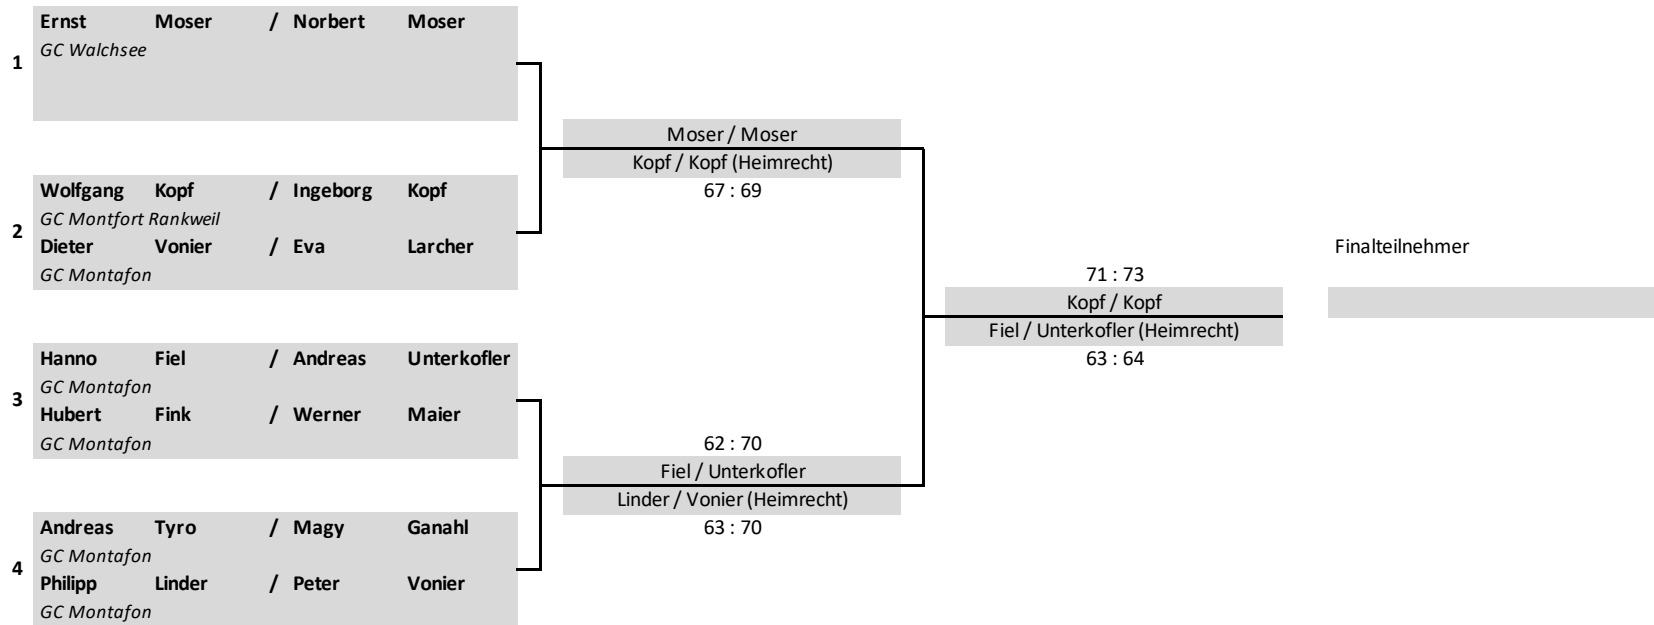 1
Ernst Moser / Norbert Moser
GC Walchsee
2
Wolfgang Kopf / Ingeborg Kopf
GC Montfort Rankweil
Dieter Vonier / Eva Larcher
GC Montafon
3
Hanno Fiel / Andreas Unterkofler
GC Montafon
Hubert Fink / Werner Maier
GC Montafon
4
Andreas Tyro / Magy Ganahl
GC Montafon
Philipp Linder / Peter Vonier
GC Montafon
Moser / Moser
Kopf / Kopf (Heimrecht)
67 : 69
62 : 70
Fiel / Unterkofler
Linder / Vonier (Heimrecht)
63 : 70
71 : 73
Kopf / Kopf
Fiel / Unterkofler (Heimrecht)
63 : 64
Finalteilnehmer